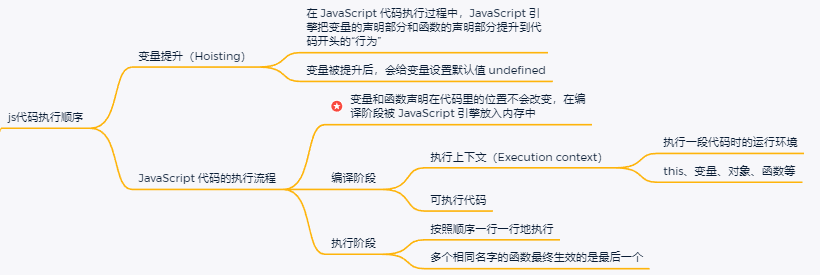 js代码执行顺序
变量提升（Hoisting）
在 JavaScript 代码执行过程中，JavaScript 引
擎把变量的声明部分和函数的声明部分提升到代
码开头的“行为”
变量被提升后，会给变量设置默认值 undefined
JavaScript 代码的执行流程
变量和函数声明在代码里的位置不会改变，在编
译阶段被 JavaScript 引擎放入内存中
编译阶段
执行上下文（Execution context）
执行一段代码时的运行环境
this、变量、对象、函数等
可执行代码
执行阶段
按照顺序一行一行地执行
多个相同名字的函数最终生效的是最后一个